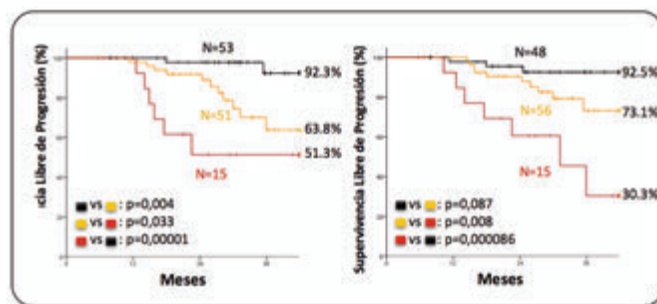 cia Libre de Progresión (%)
N=53
92.3%
N=51
63.8%
51.3%
N=15
vs : p=0,004
vs : p=0,033
vs : p=0,00001
Meses
Supervivencia Libre de Progresión (%)
N=48
92.5%
N=56
73.1%
N=15
30.3%
vs : p=0,087
vs : p=0,008
vs : p=0,000086
Meses